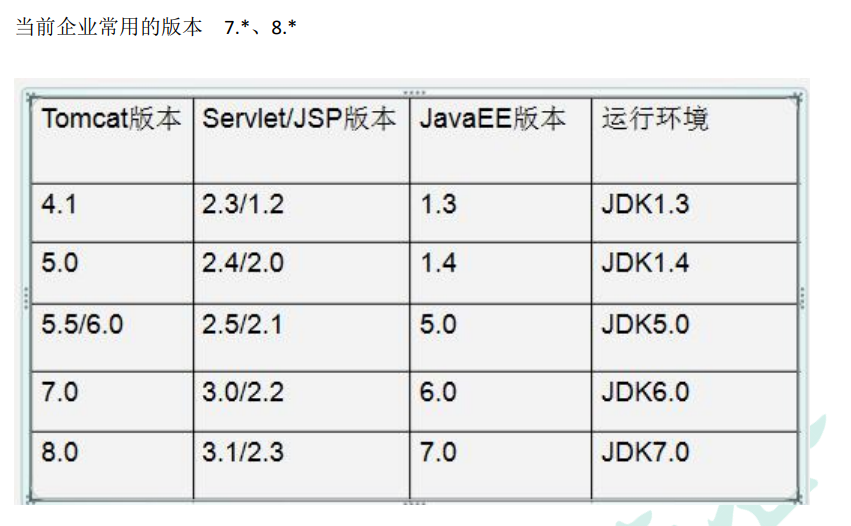 当前企业常用的版本 7.*、8.*
Tomcat版本 Servlet/JSP版本 JavaEE版本 运行环境
4.1 2.3/1.2 1.3 JDK1.3
5.0 2.4/2.0 1.4 JDK1.4
5.5/6.0 2.5/2.1 5.0 JDK5.0
7.0 3.0/2.2 6.0 JDK6.0
8.0 3.1/2.3 7.0 JDK7.0